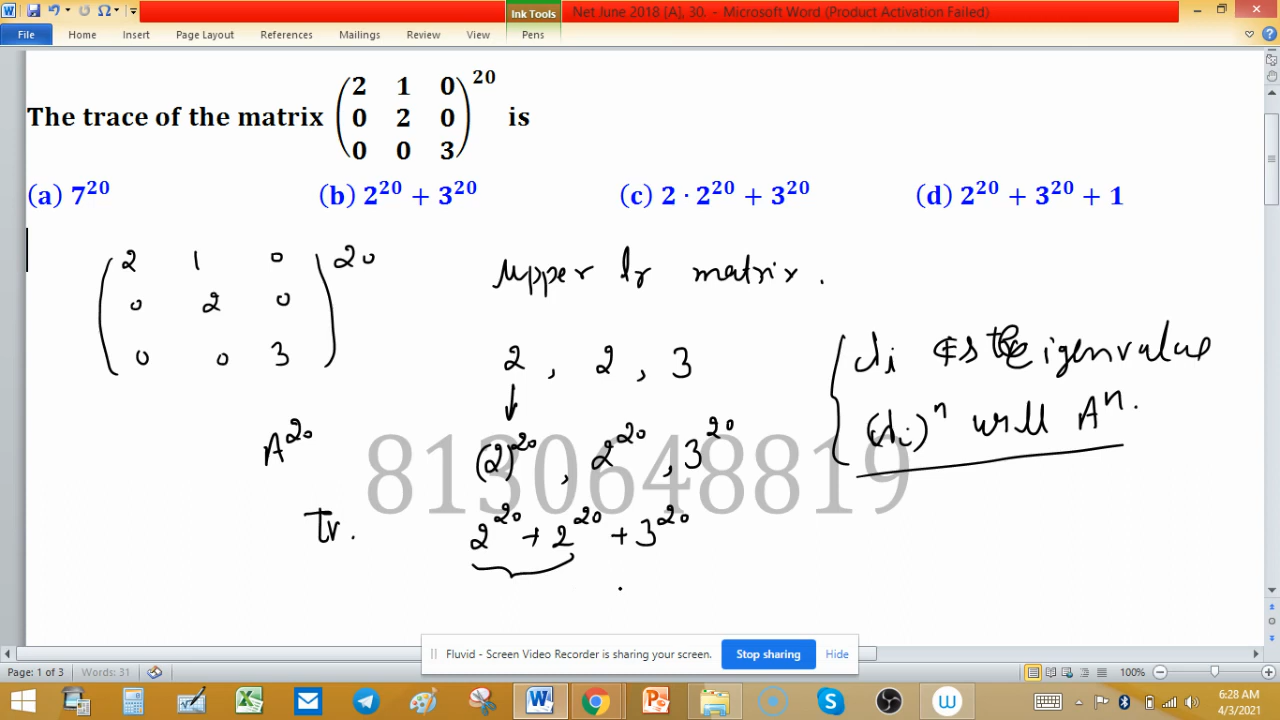 Ink Tools
Net June 2018 [A], 30. - Microsoft Word (Product Activation Failed)
File Home Insert Page Layout References Mailings Review View Pens
The trace of the matrix
(2 1 0
0 2 0
0 0 3)^20 is
(a) 7^20 (b) 2^20 + 3^20 (c) 2 · 2^20 + 3^20 (d) 2^20 + 3^20 + 1
(2 1 0
0 2 0
0 0 3)^20
upper tr matrix.
2, 2, 3
λi is the eigenvalue
(λi)^n will A^n.
A^20
(2)^20, 2^20, 3^20
8130648819
Tr. 2^20 + 2^20 + 3^20
Fluvid - Screen Video Recorder is sharing your screen. Stop sharing Hide
Page: 1 of 3 Words: 31 100%
6:28 AM
4/3/2021